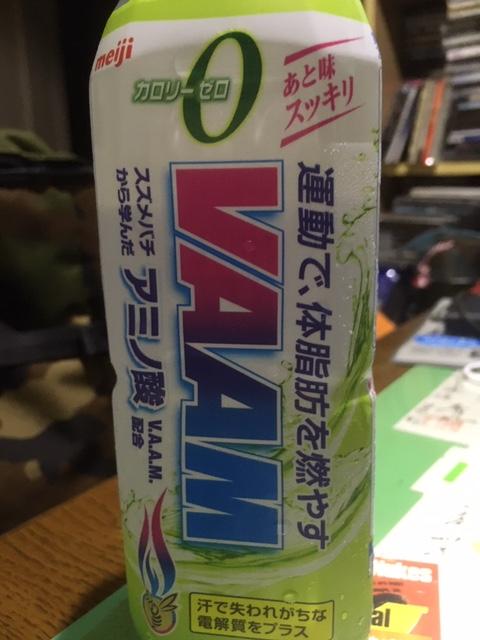 meiji
カロリーゼロ
0
あと味
スッキリ
運動で、体脂肪を燃やす
VAAM
スズメバチ
から学んだ
アミノ酸
V.A.A.M.
配合
汗で失われがちな
電解質をプラス